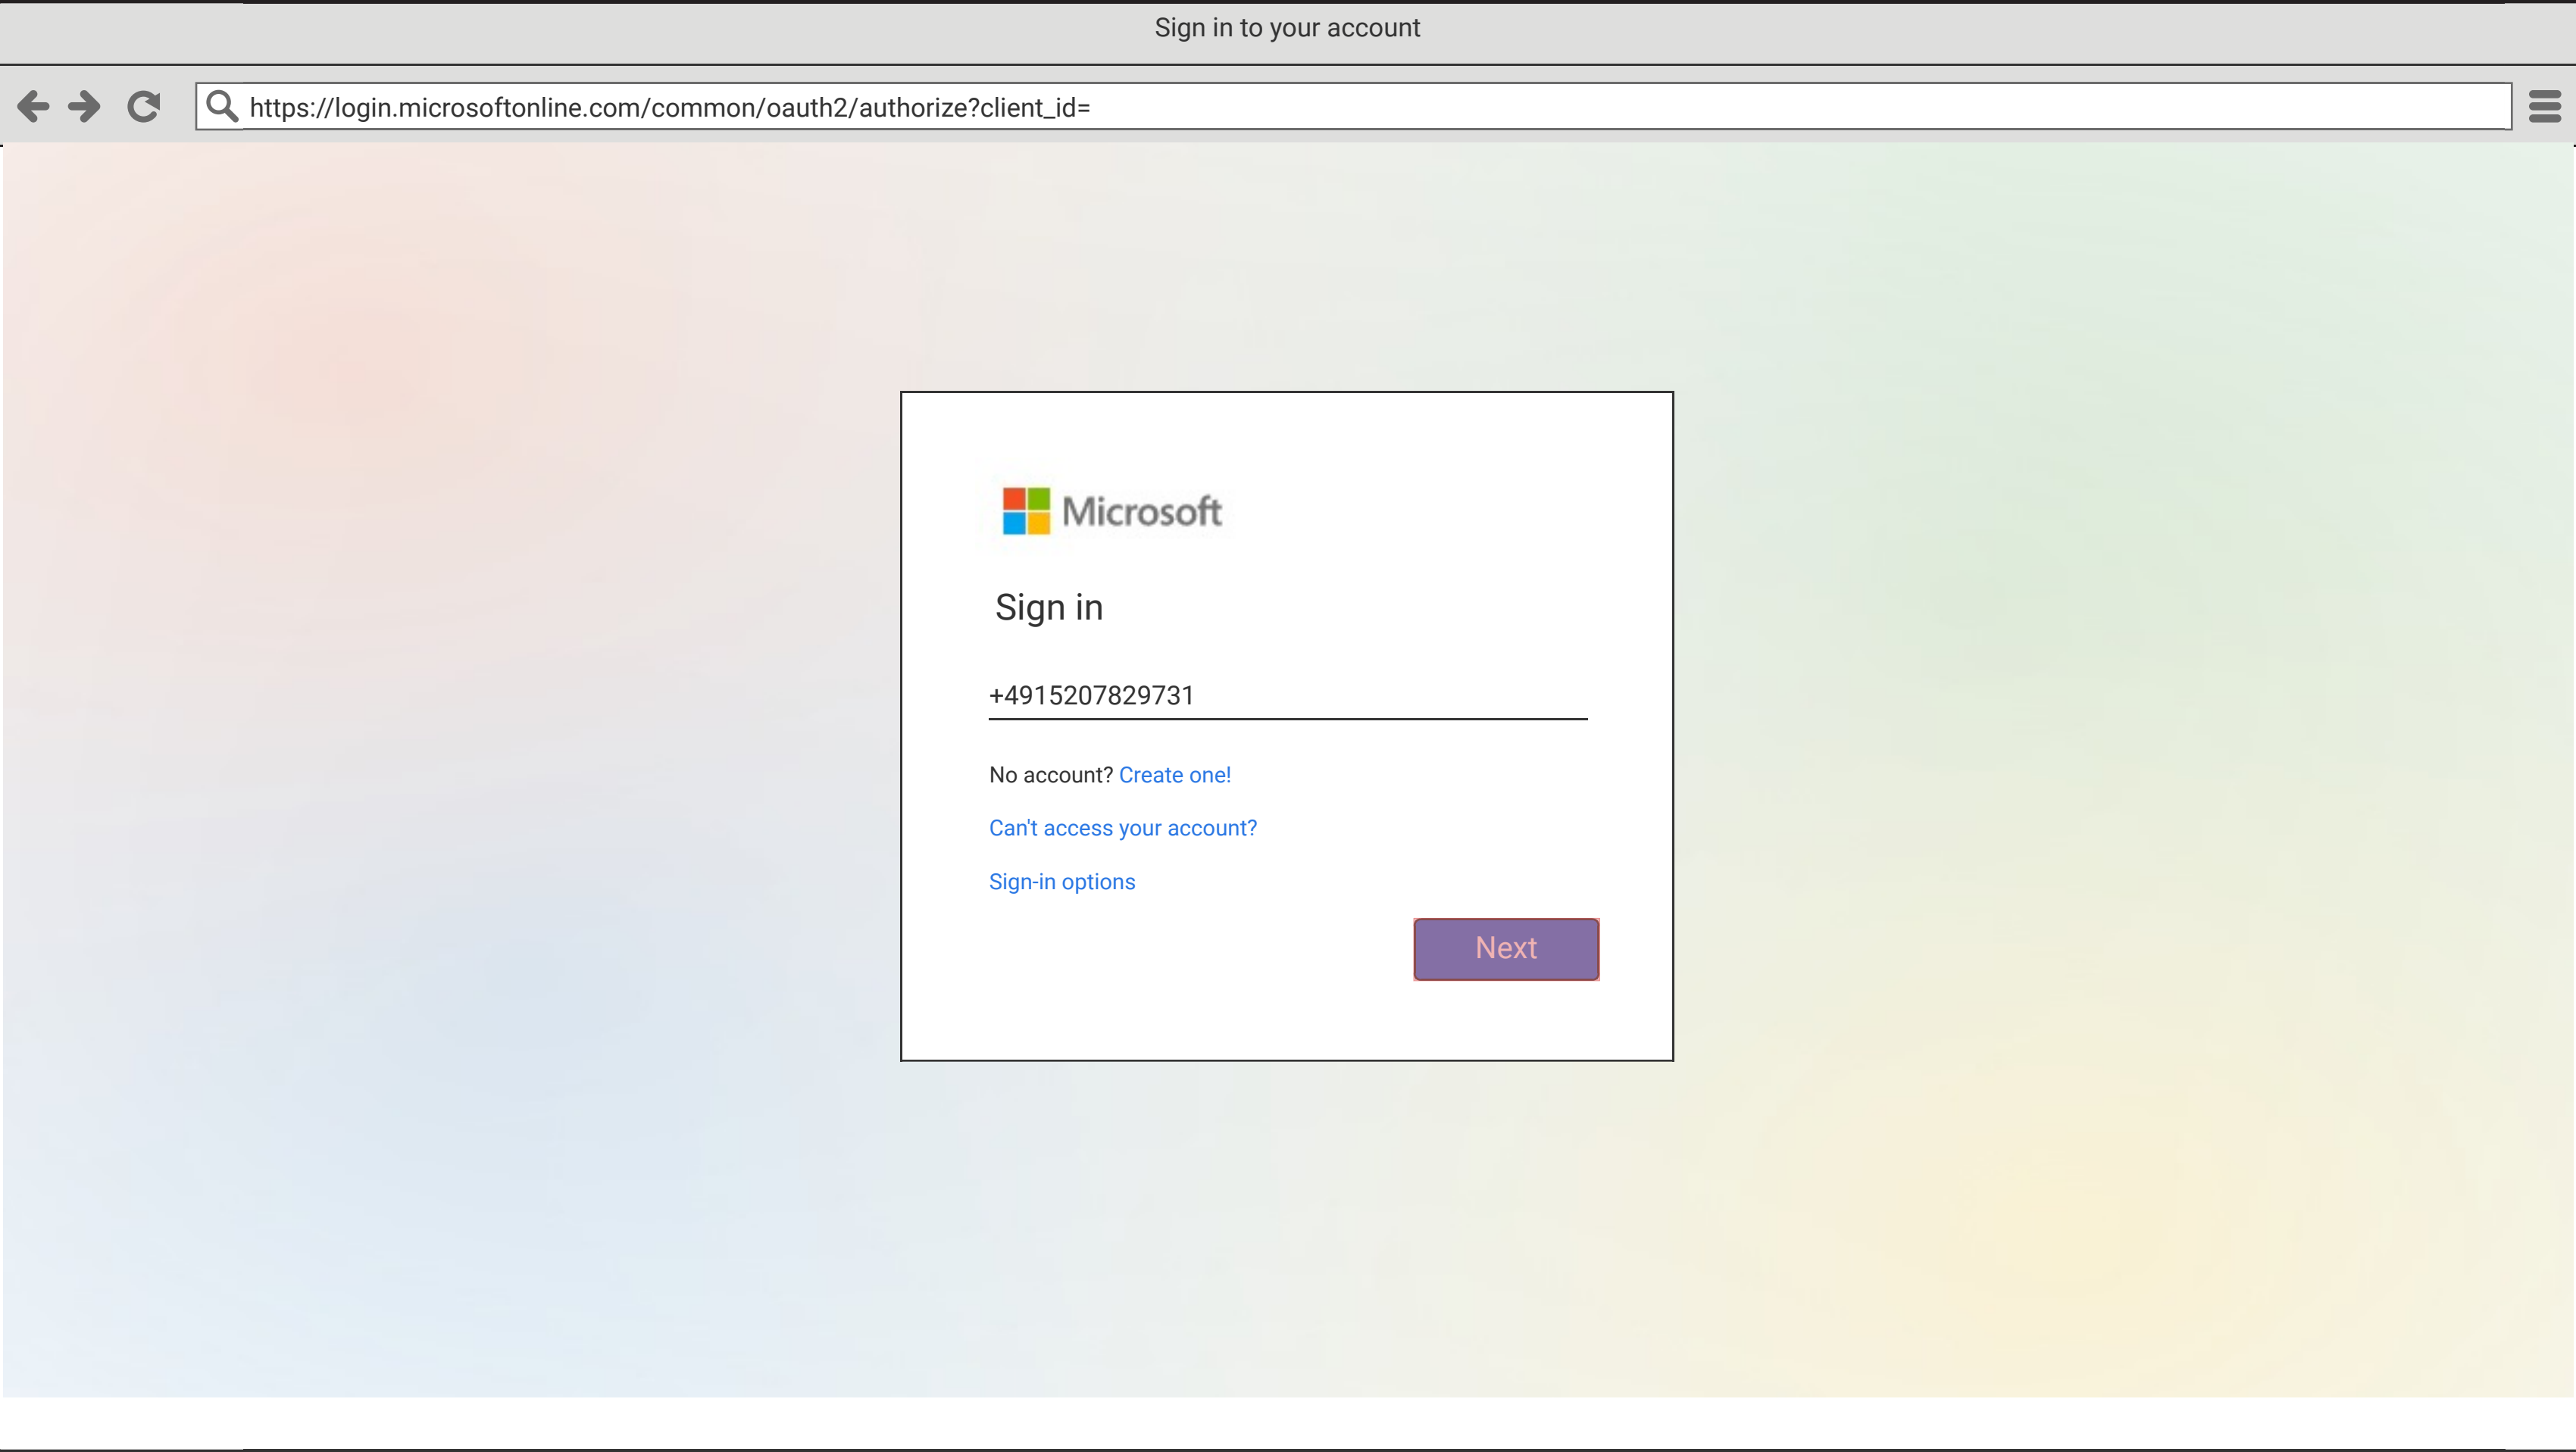 Sign in to your account
https://login.microsoftonline.com/common/oauth2/authorize?client_id=
Microsoft
Sign in
+4915207829731
No account? Create one!
Can't access your account?
Sign-in options
Next